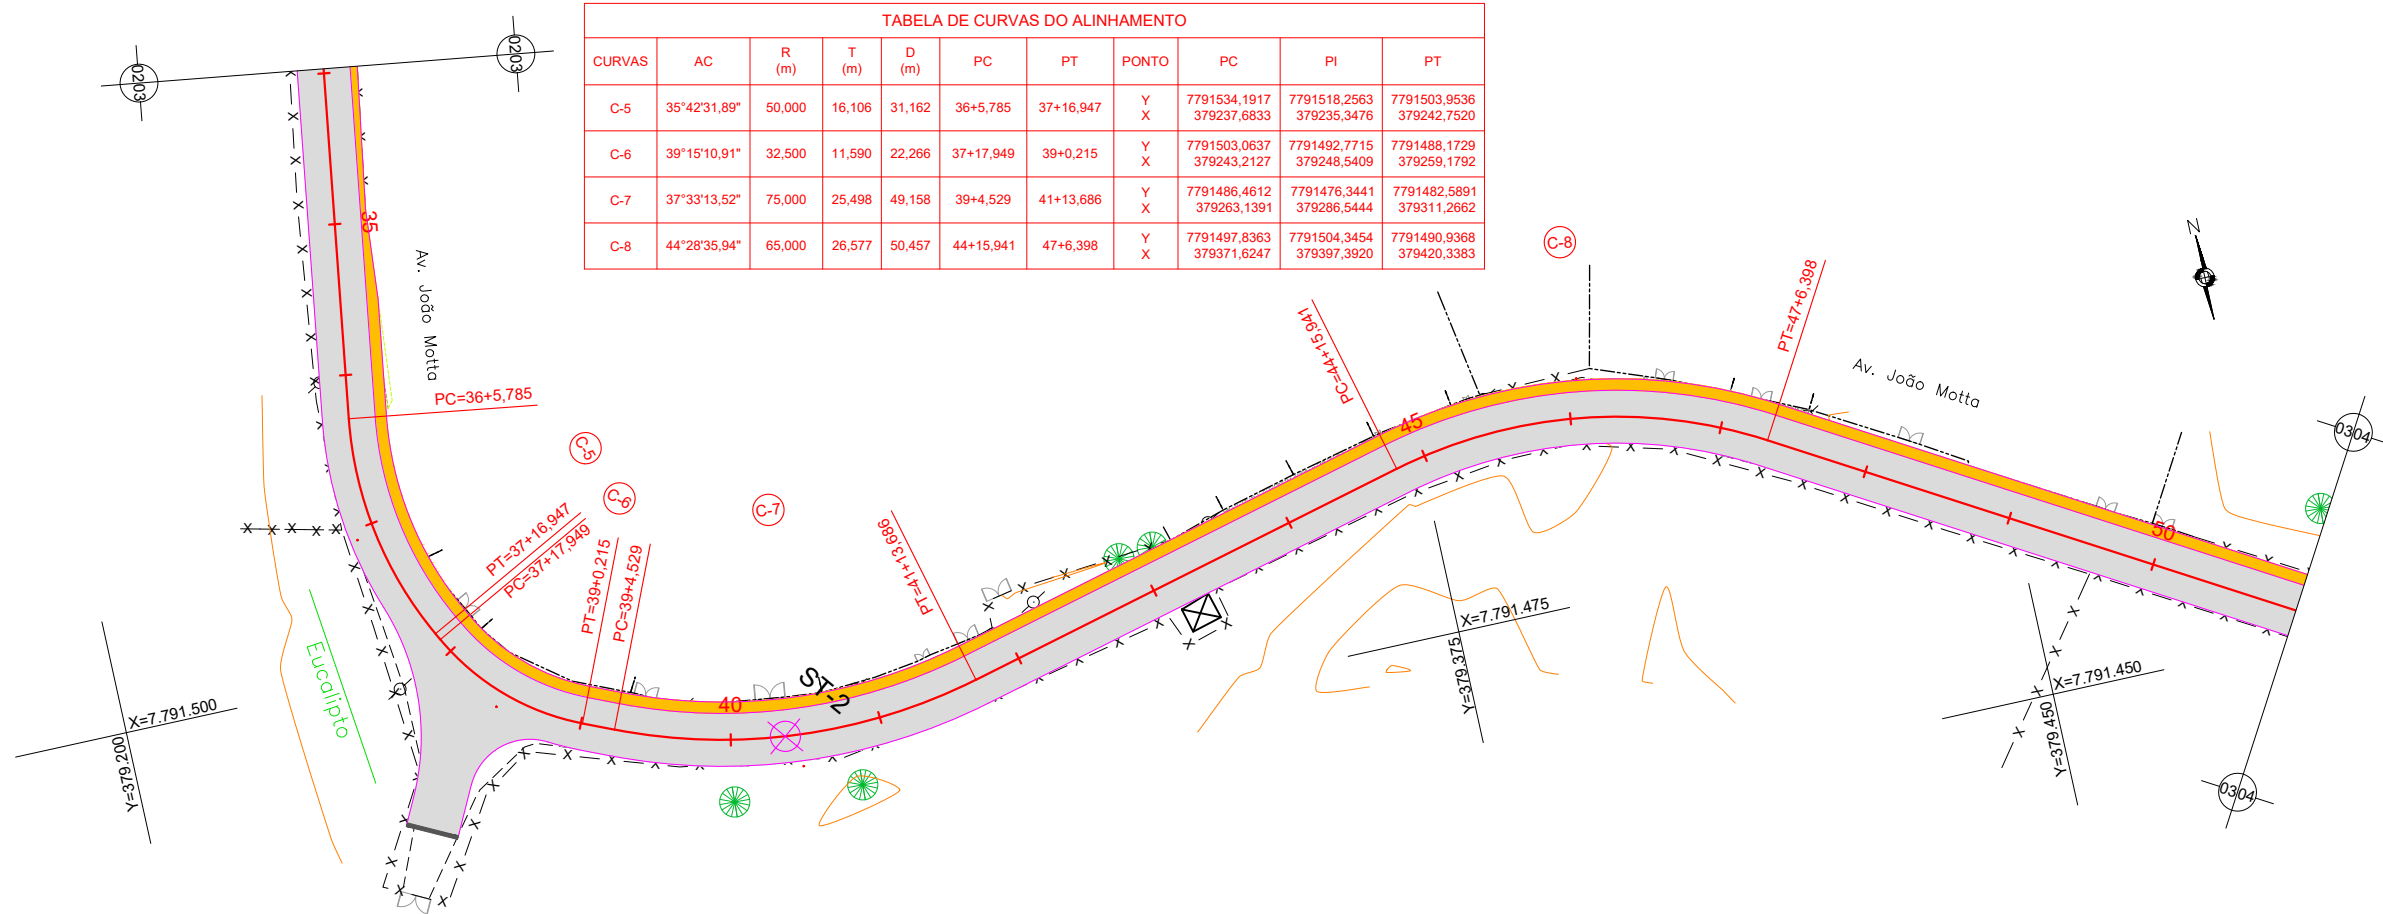 TABELA DE CURVAS DO ALINHAMENTO
CURVAS AC R (m) T (m) D (m) PC PT PONTO PC PI PT
C-5 35°42'31,89" 50,000 16,106 31,162 36+5,785 37+16,947 Y 7791534,1917 7791518,2563 7791503,9536
X 379237,6833 379235,3476 379242,7520
C-6 39°15'10,91" 32,500 11,590 22,266 37+17,949 39+0,215 Y 7791503,0637 7791492,7715 7791488,1729
X 379243,2127 379248,5409 379259,1792
C-7 37°33'13,52" 75,000 25,498 49,158 39+4,529 41+13,686 Y 7791486,4612 7791476,3441 7791482,5891
X 379263,1391 379286,5444 379311,2662
C-8 44°28'35,94" 65,000 26,577 50,457 44+15,941 47+6,398 Y 7791497,8363 7791504,3454 7791490,9368
X 379371,6247 379397,3920 379420,3383
0203
0203
35
Av. João Motta
PC=36+5,785
C-5
C-6
C-7
C-8
PT=37+16,947
PC=37+17,949
PT=39+0,215
PC=39+4,529
PT=41+13,686
PC=44+15,941
PT=47+6,398
N
Av. João Motta
0304
0304
45
50
40
ST-2
Eucalipto
X=7.791.500
Y=379.200
X=7.791.475
Y=379.375
X=7.791.450
Y=379.450